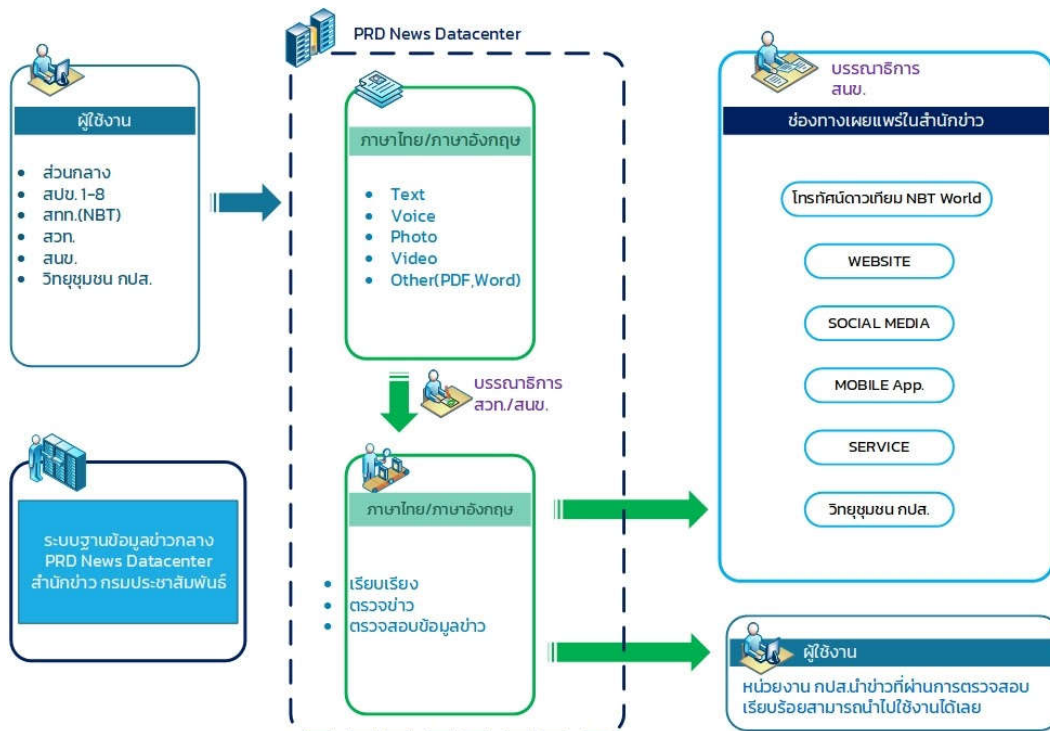 PRD News Datacenter
ผู้ใช้งาน
ส่วนกลาง
สปข. 1-8
สทท.(NBT)
สวท.
สนข.
วิทยุชุมชน กปส.
ภาษาไทย/ภาษาอังกฤษ
Text
Voice
Photo
Video
Other(PDF,Word)
บรรณาธิการ
สวท./สนข.
ภาษาไทย/ภาษาอังกฤษ
เรียบเรียง
ตรวจข่าว
ตรวจสอบข้อมูลข่าว
บรรณาธิการ
สนข.
ช่องทางเผยแพร่ในสำนักข่าว
โทรทัศน์ดาวเทียม NBT World
WEBSITE
SOCIAL MEDIA
MOBILE App.
SERVICE
วิทยุชุมชน กปส.
ระบบฐานข้อมูลข่าวกลาง
PRD News Datacenter
สำนักข่าว กรมประชาสัมพันธ์
ผู้ใช้งาน
หน่วยงาน กปส.นำข่าวที่ผ่านการตรวจสอบ
เรียบร้อยสามารถนำไปใช้งานได้เลย